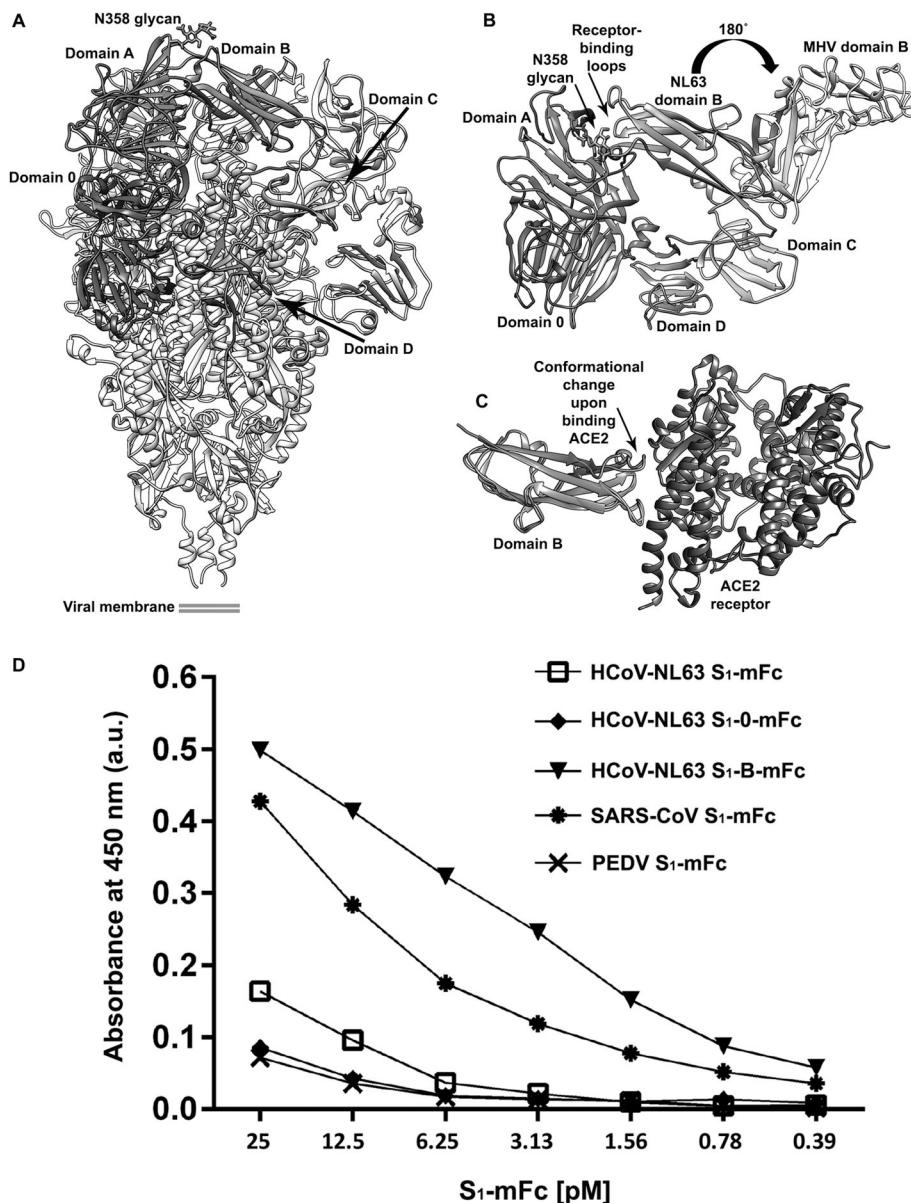 A
N358 glycan
Domain A
Domain B
Domain C
Domain 0
Domain D
Viral membrane
B
Receptor-
binding
loops
180°
MHV domain B
N358
glycan
NL63
domain B
Domain A
Domain C
Domain 0
Domain D
C
Conformational
change
upon
binding
ACE2
Domain B
ACE2
receptor
D
Absorbance at 450 nm (a.u.)
0.6
0.5
0.4
0.3
0.2
0.1
0.0
HCoV-NL63 S₁-mFc
HCoV-NL63 S₁-0-mFc
HCoV-NL63 S₁-B-mFc
SARS-CoV S₁-mFc
PEDV S₁-mFc
25 12.5 6.25 3.13 1.56 0.78 0.39
S₁-mFc [pM]